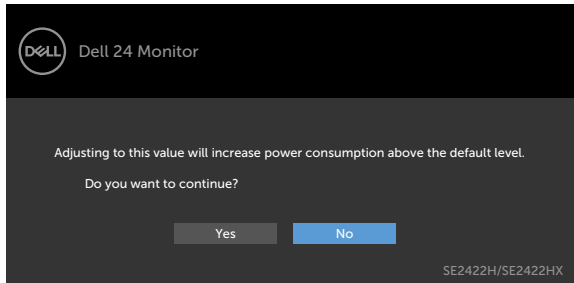 DELL
Dell 24 Monitor
Adjusting to this value will increase power consumption above the default level.
Do you want to continue?
Yes
No
SE2422H/SE2422HX